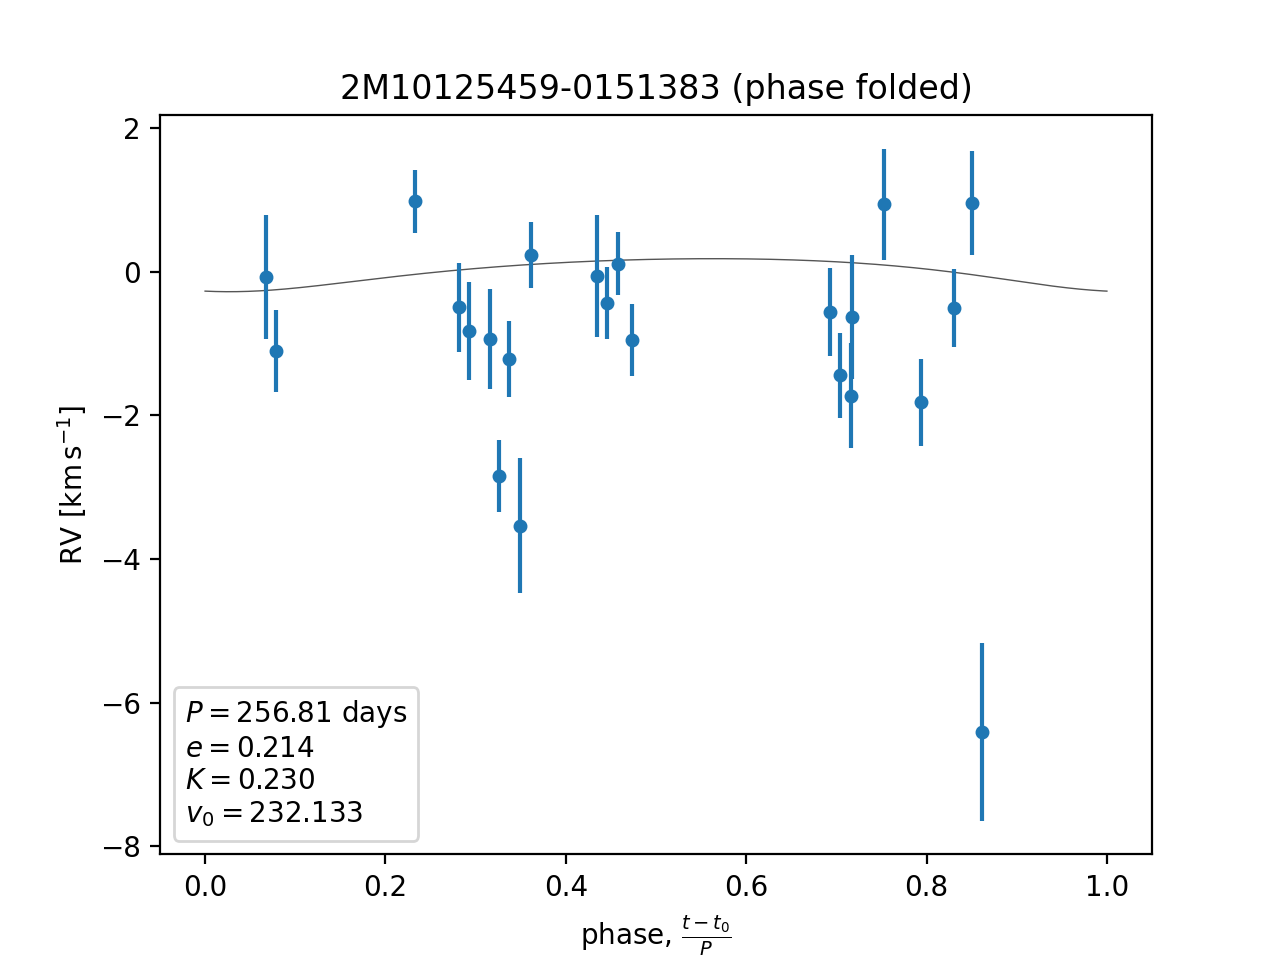 2M10125459-0151383 (phase folded)
RV [km s⁻¹]
2
0
−2
−4
−6
−8
P = 256.81 days
e = 0.214
K = 0.230
v₀ = 232.133
0.0 0.2 0.4 0.6 0.8 1.0
phase, (t − t₀)/P